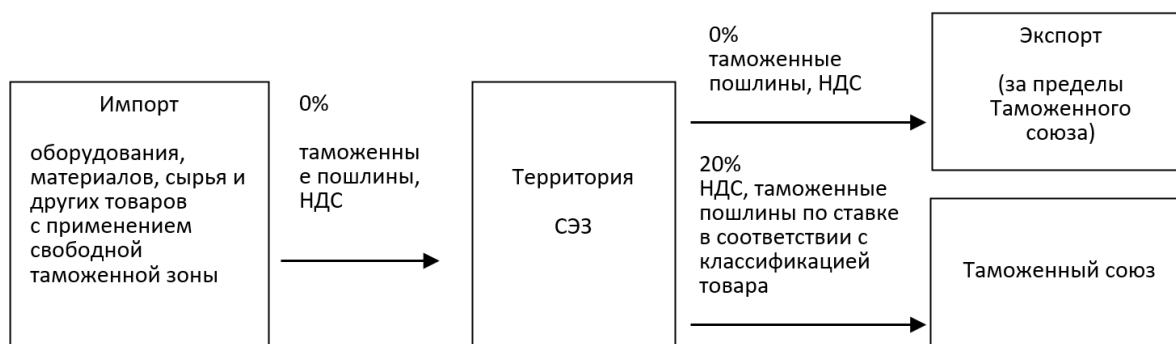 Импорт
оборудования,
материалов, сырья и
других товаров
с применением
свободной
таможенной зоны
0%
таможенны
е пошлины,
НДС
Территория
СЭЗ
0%
таможенные
пошлины, НДС
Экспорт
(за пределы
Таможенного
союза)
20%
НДС, таможенные
пошлины по ставке
в соответствии с
классификацией
товара
Таможенный союз